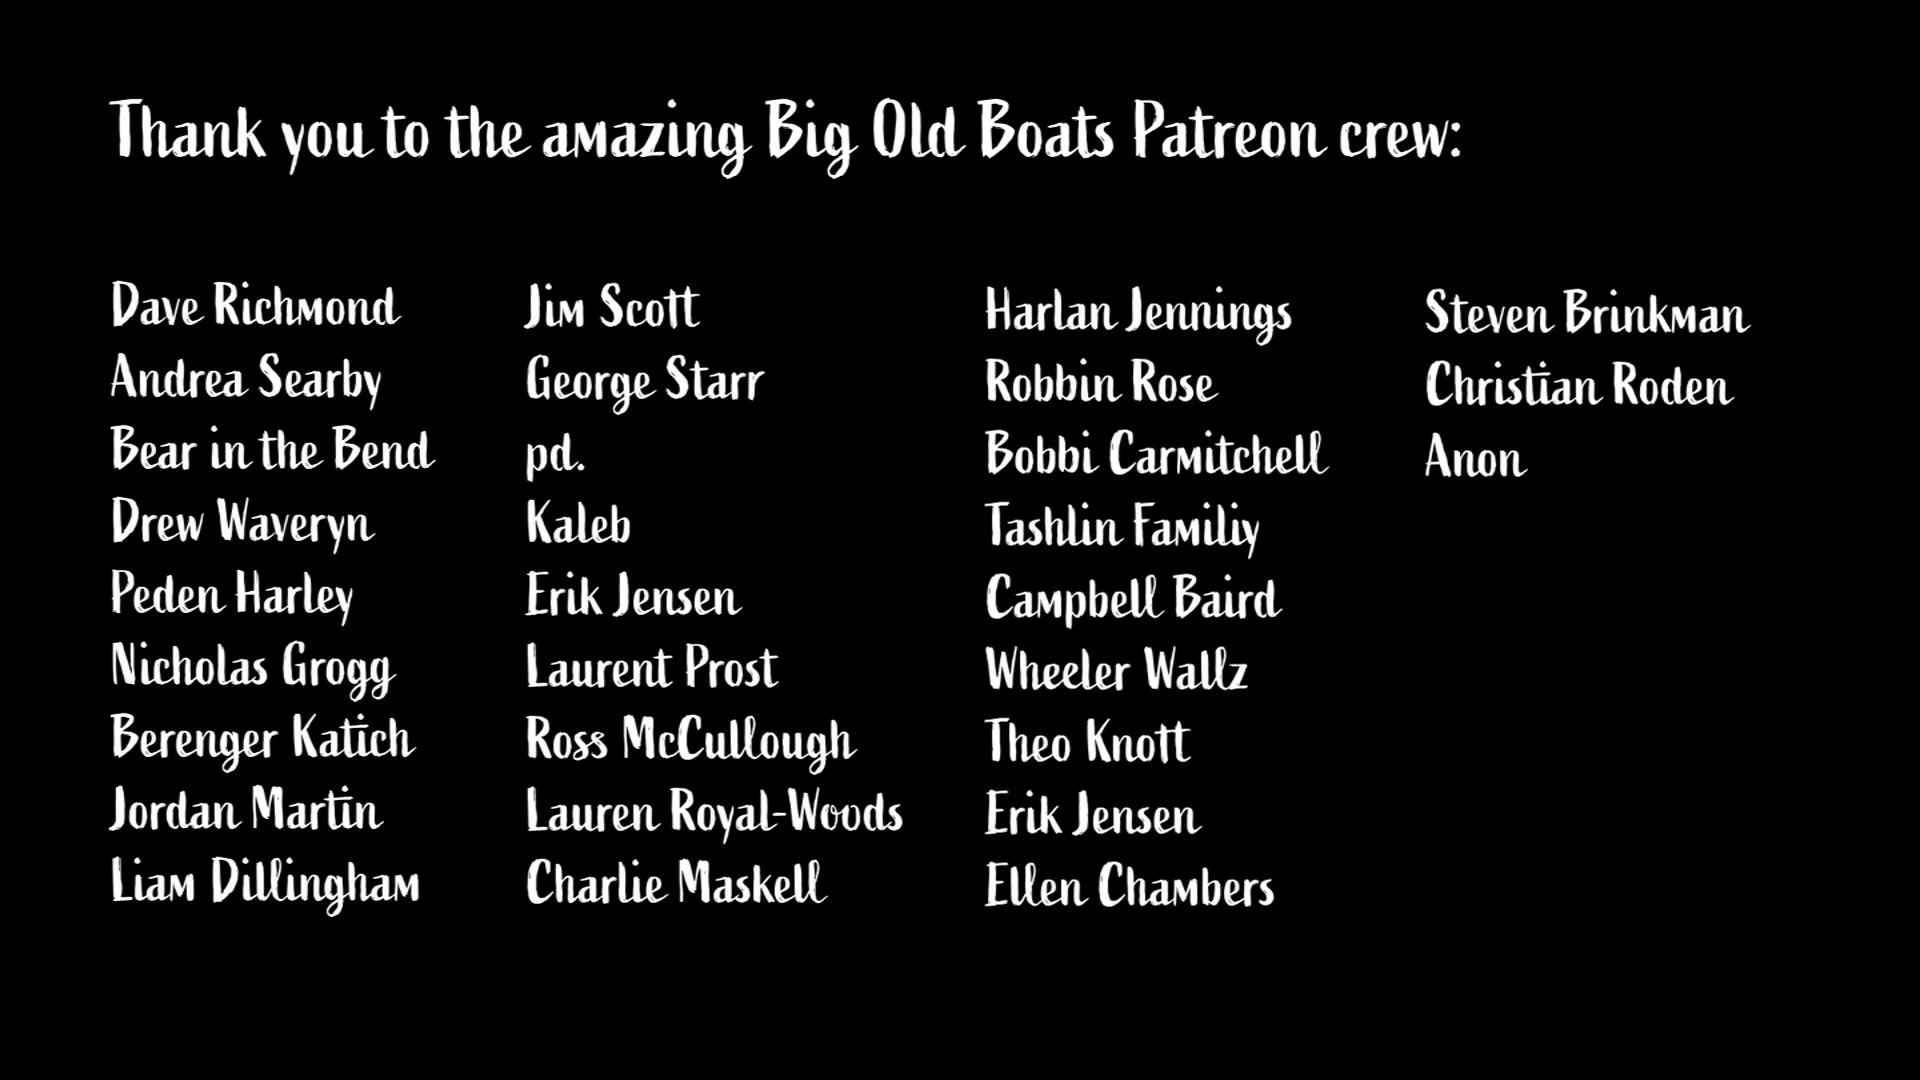 Thank you to the amazing Big Old Boats Patreon crew:
Dave Richmond
Andrea Searby
Bear in the Bend
Drew Waveryn
Peden Harley
Nicholas Grogg
Berenger Katich
Jordan Martin
Liam Dillingham
Jim Scott
George Starr
pd.
Kaleb
Erik Jensen
Laurent Prost
Ross McCullough
Lauren Royal-Woods
Charlie Maskell
Harlan Jennings
Robbin Rose
Bobbi Carmitchell
Tashlin Familiy
Campbell Baird
Wheeler Wallz
Theo Knott
Erik Jensen
Ellen Chambers
Steven Brinkman
Christian Roden
Anon